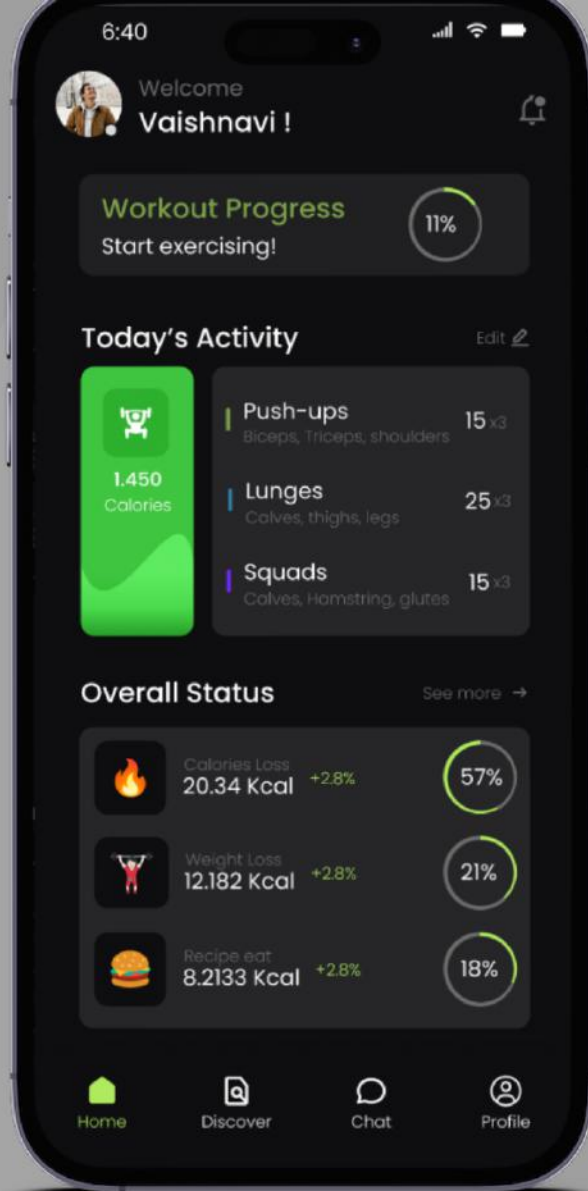 6:40
Welcome
Vaishnavi !
Workout Progress
Start exercising!
11%
Today's Activity
Edit
1.450
Calories
Push-ups
Biceps, Triceps, shoulders
15 x3
Lunges
Calves, thighs, legs
25 x3
Squads
Calves, Hamstring, glutes
15 x3
Overall Status
See more →
Calories Loss
20.34 Kcal +2.8%
57%
Weight Loss
12.182 Kcal +2.8%
21%
Recipe eat
8.2133 Kcal +2.8%
18%
Home
Discover
Chat
Profile